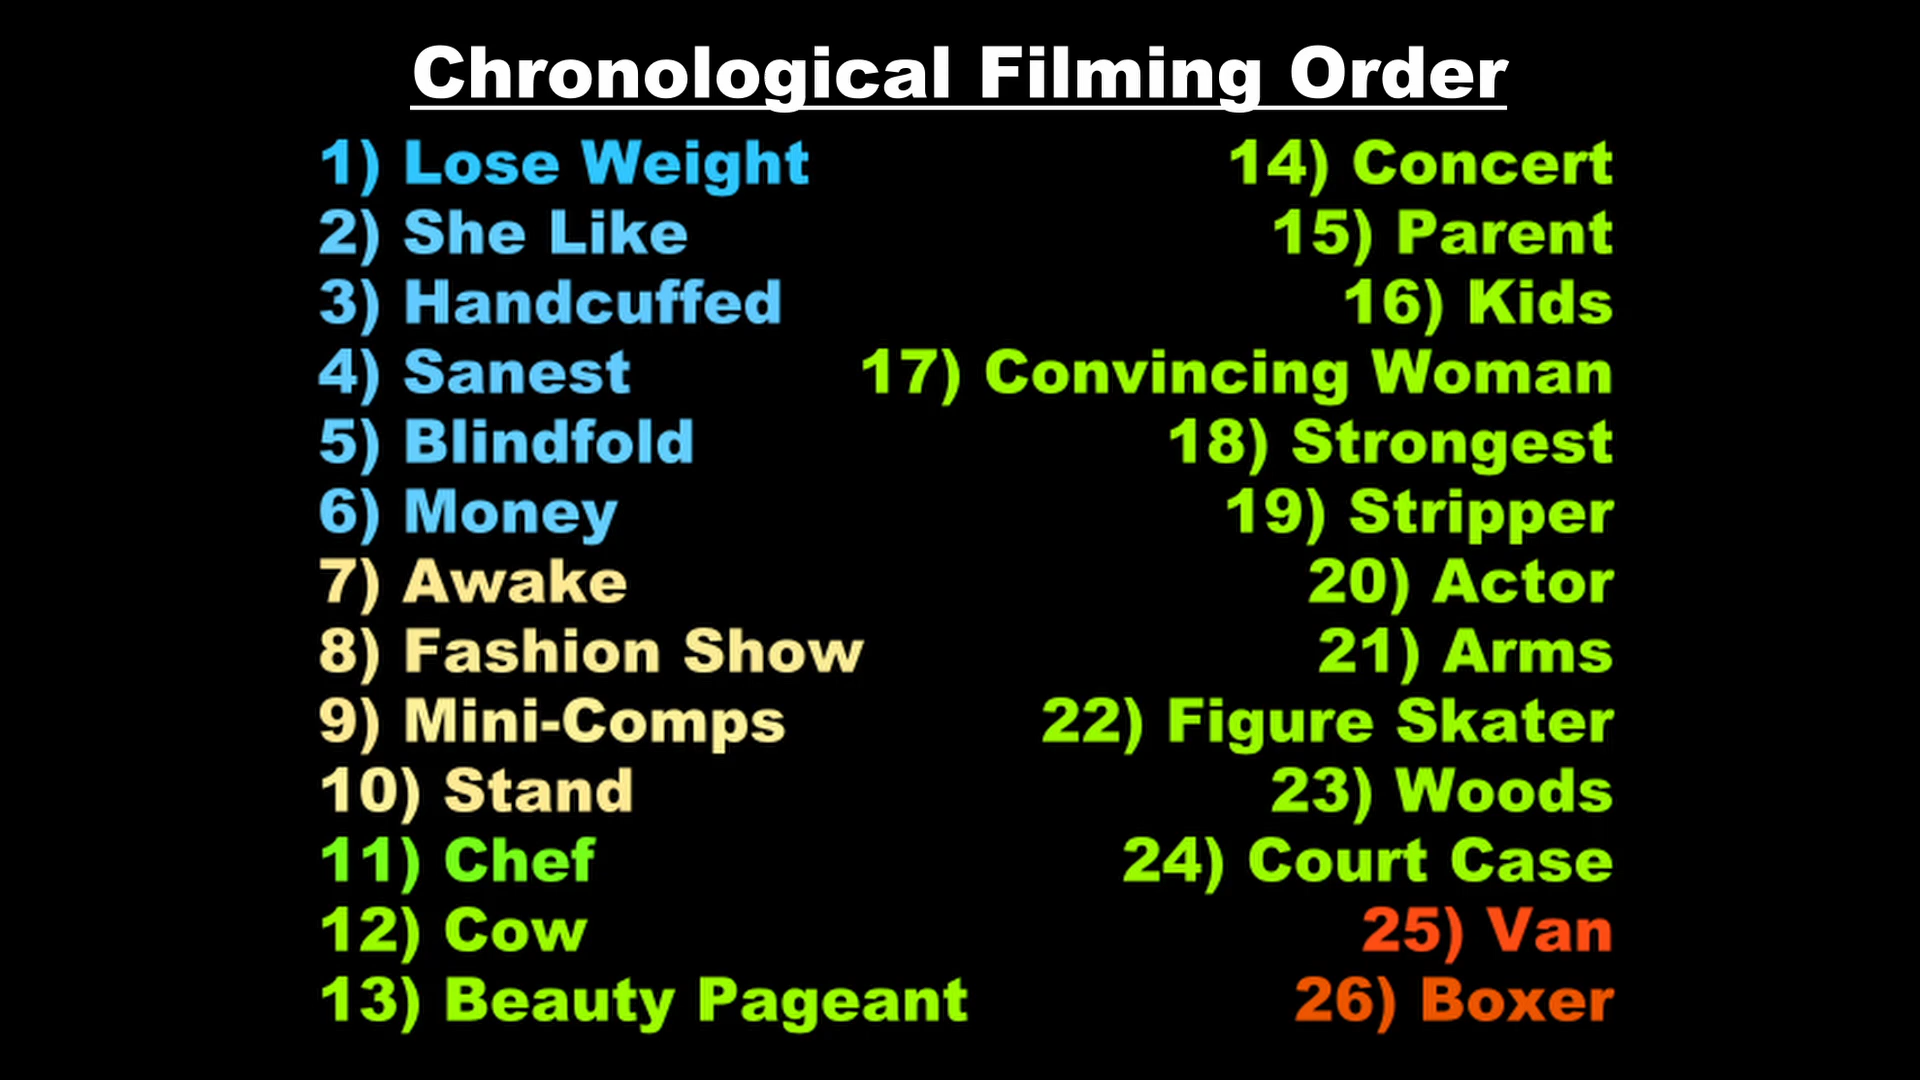 Chronological Filming Order
1) Lose Weight
2) She Like
3) Handcuffed
4) Sanest
5) Blindfold
6) Money
7) Awake
8) Fashion Show
9) Mini-Comps
10) Stand
11) Chef
12) Cow
13) Beauty Pageant
14) Concert
15) Parent
16) Kids
17) Convincing Woman
18) Strongest
19) Stripper
20) Actor
21) Arms
22) Figure Skater
23) Woods
24) Court Case
25) Van
26) Boxer